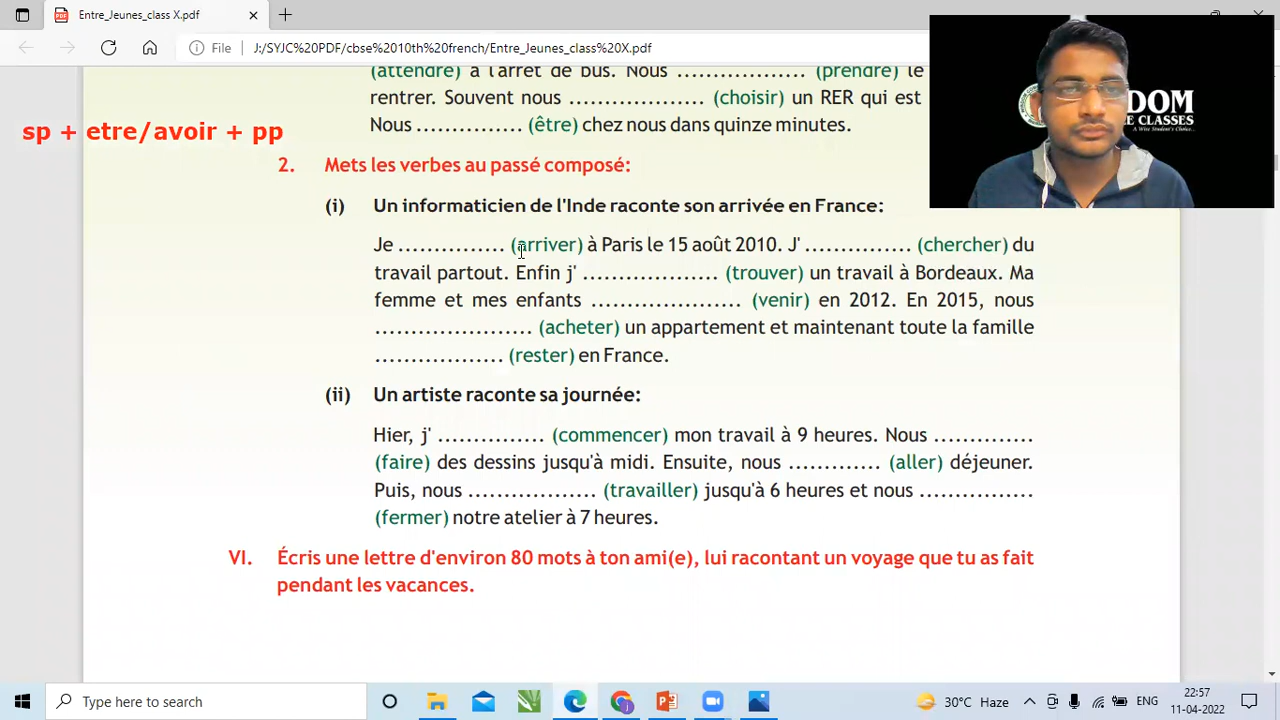 Entre_Jeunes_class X.pdf
File J:/SYJC%20PDF/cbse%2010th%20french/Entre_Jeunes_class%20X.pdf
(attendre) à l'arrêt de bus. Nous .................. (prendre) le
rentrer. Souvent nous ................... (choisir) un RER qui est
Nous .............. (être) chez nous dans quinze minutes.
sp + etre/avoir + pp
DOM
E CLASSES
A Wise Student's Choice...
2. Mets les verbes au passé composé:
(i) Un informaticien de l'Inde raconte son arrivée en France:
Je ............... (arriver) à Paris le 15 août 2010. J' ............... (chercher) du
travail partout. Enfin j' ................... (trouver) un travail à Bordeaux. Ma
femme et mes enfants ..................... (venir) en 2012. En 2015, nous
...................... (acheter) un appartement et maintenant toute la famille
.................. (rester) en France.
(ii) Un artiste raconte sa journée:
Hier, j' ............... (commencer) mon travail à 9 heures. Nous ..............
(faire) des dessins jusqu'à midi. Ensuite, nous ............. (aller) déjeuner.
Puis, nous .................. (travailler) jusqu'à 6 heures et nous ................
(fermer) notre atelier à 7 heures.
VI. Écris une lettre d'environ 80 mots à ton ami(e), lui racontant un voyage que tu as fait
pendant les vacances.
Type here to search
30°C Haze
ENG
22:57
11-04-2022